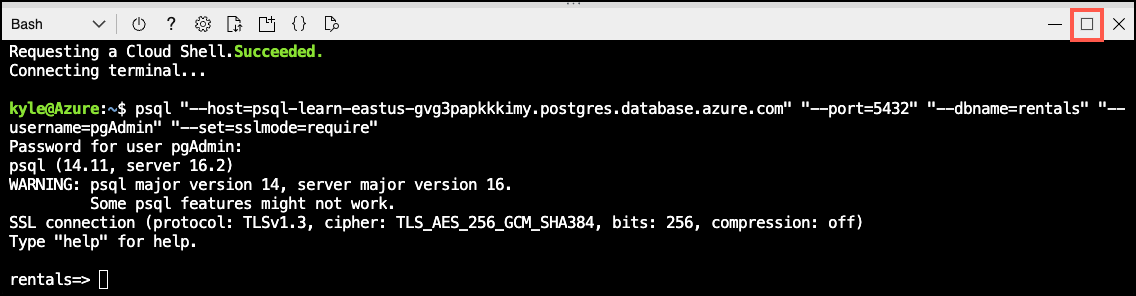 Bash
?
{}
Requesting a Cloud Shell.Succeeded.
Connecting terminal...
kyle@Azure:~$ psql "--host=psql-learn-eastus-gvg3papkkkimy.postgres.database.azure.com" "--port=5432" "--dbname=rentals" "--
username=pgAdmin" "--set=sslmode=require"
Password for user pgAdmin:
psql (14.11, server 16.2)
WARNING: psql major version 14, server major version 16.
Some psql features might not work.
SSL connection (protocol: TLSv1.3, cipher: TLS_AES_256_GCM_SHA384, bits: 256, compression: off)
Type "help" for help.
rentals=>